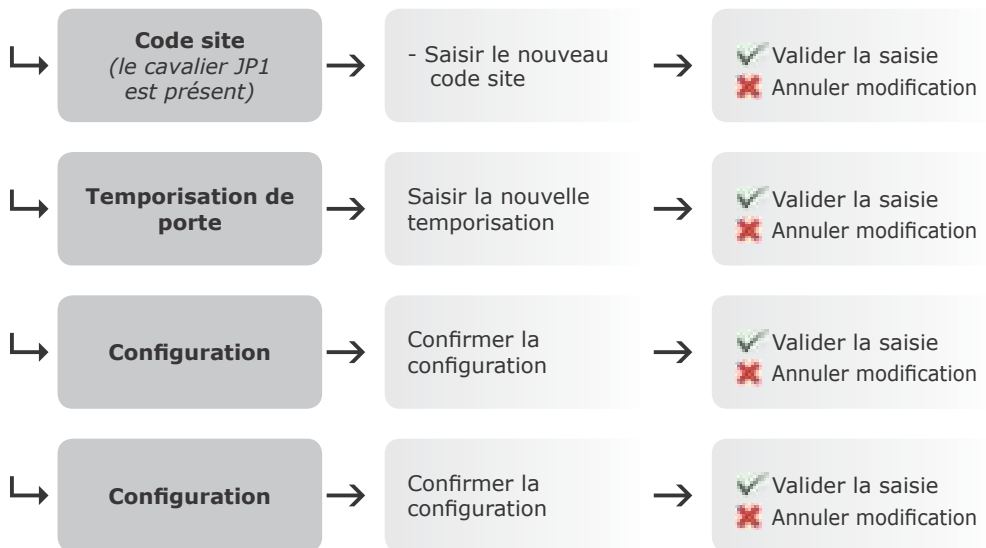 Code site
(le cavalier JP1
est présent)
- Saisir le nouveau
code site
Valider la saisie
Annuler modification
Temporisation de
porte
Saisir la nouvelle
temporisation
Valider la saisie
Annuler modification
Configuration
Confirmer la
configuration
Valider la saisie
Annuler modification
Configuration
Confirmer la
configuration
Valider la saisie
Annuler modification